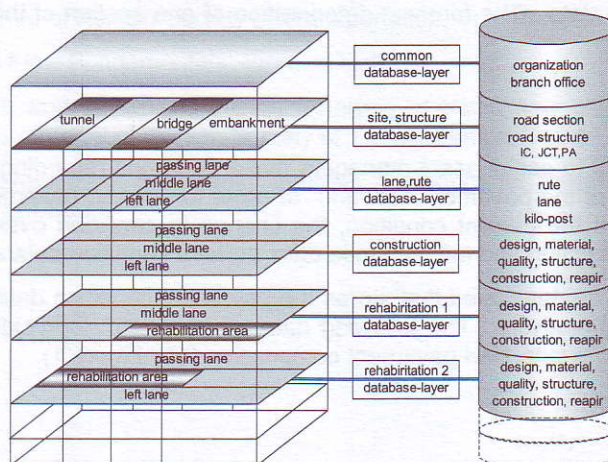 common
database-layer
organization
branch office
tunnel
bridge
embankment
site, structure
database-layer
road section
road structure
IC, JCT,PA
passing lane
middle lane
left lane
lane,rute
database-layer
rute
lane
kilo-post
passing lane
middle lane
left lane
construction
database-layer
design, material,
quality, structure,
construction, reapir
passing lane
middle lane
rehabilitation area
rehabiritation 1
database-layer
design, material,
quality, structure,
construction, reapir
passing lane
rehabilitation area
left lane
rehabiritation 2
database-layer
design, material,
quality, structure,
construction, reapir